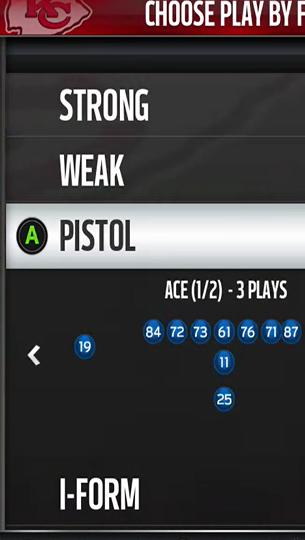 KC
CHOOSE PLAY BY F
STRONG
WEAK
A PISTOL
ACE (1/2) - 3 PLAYS
84 72 73 61 76 71 87
19
11
25
I-FORM